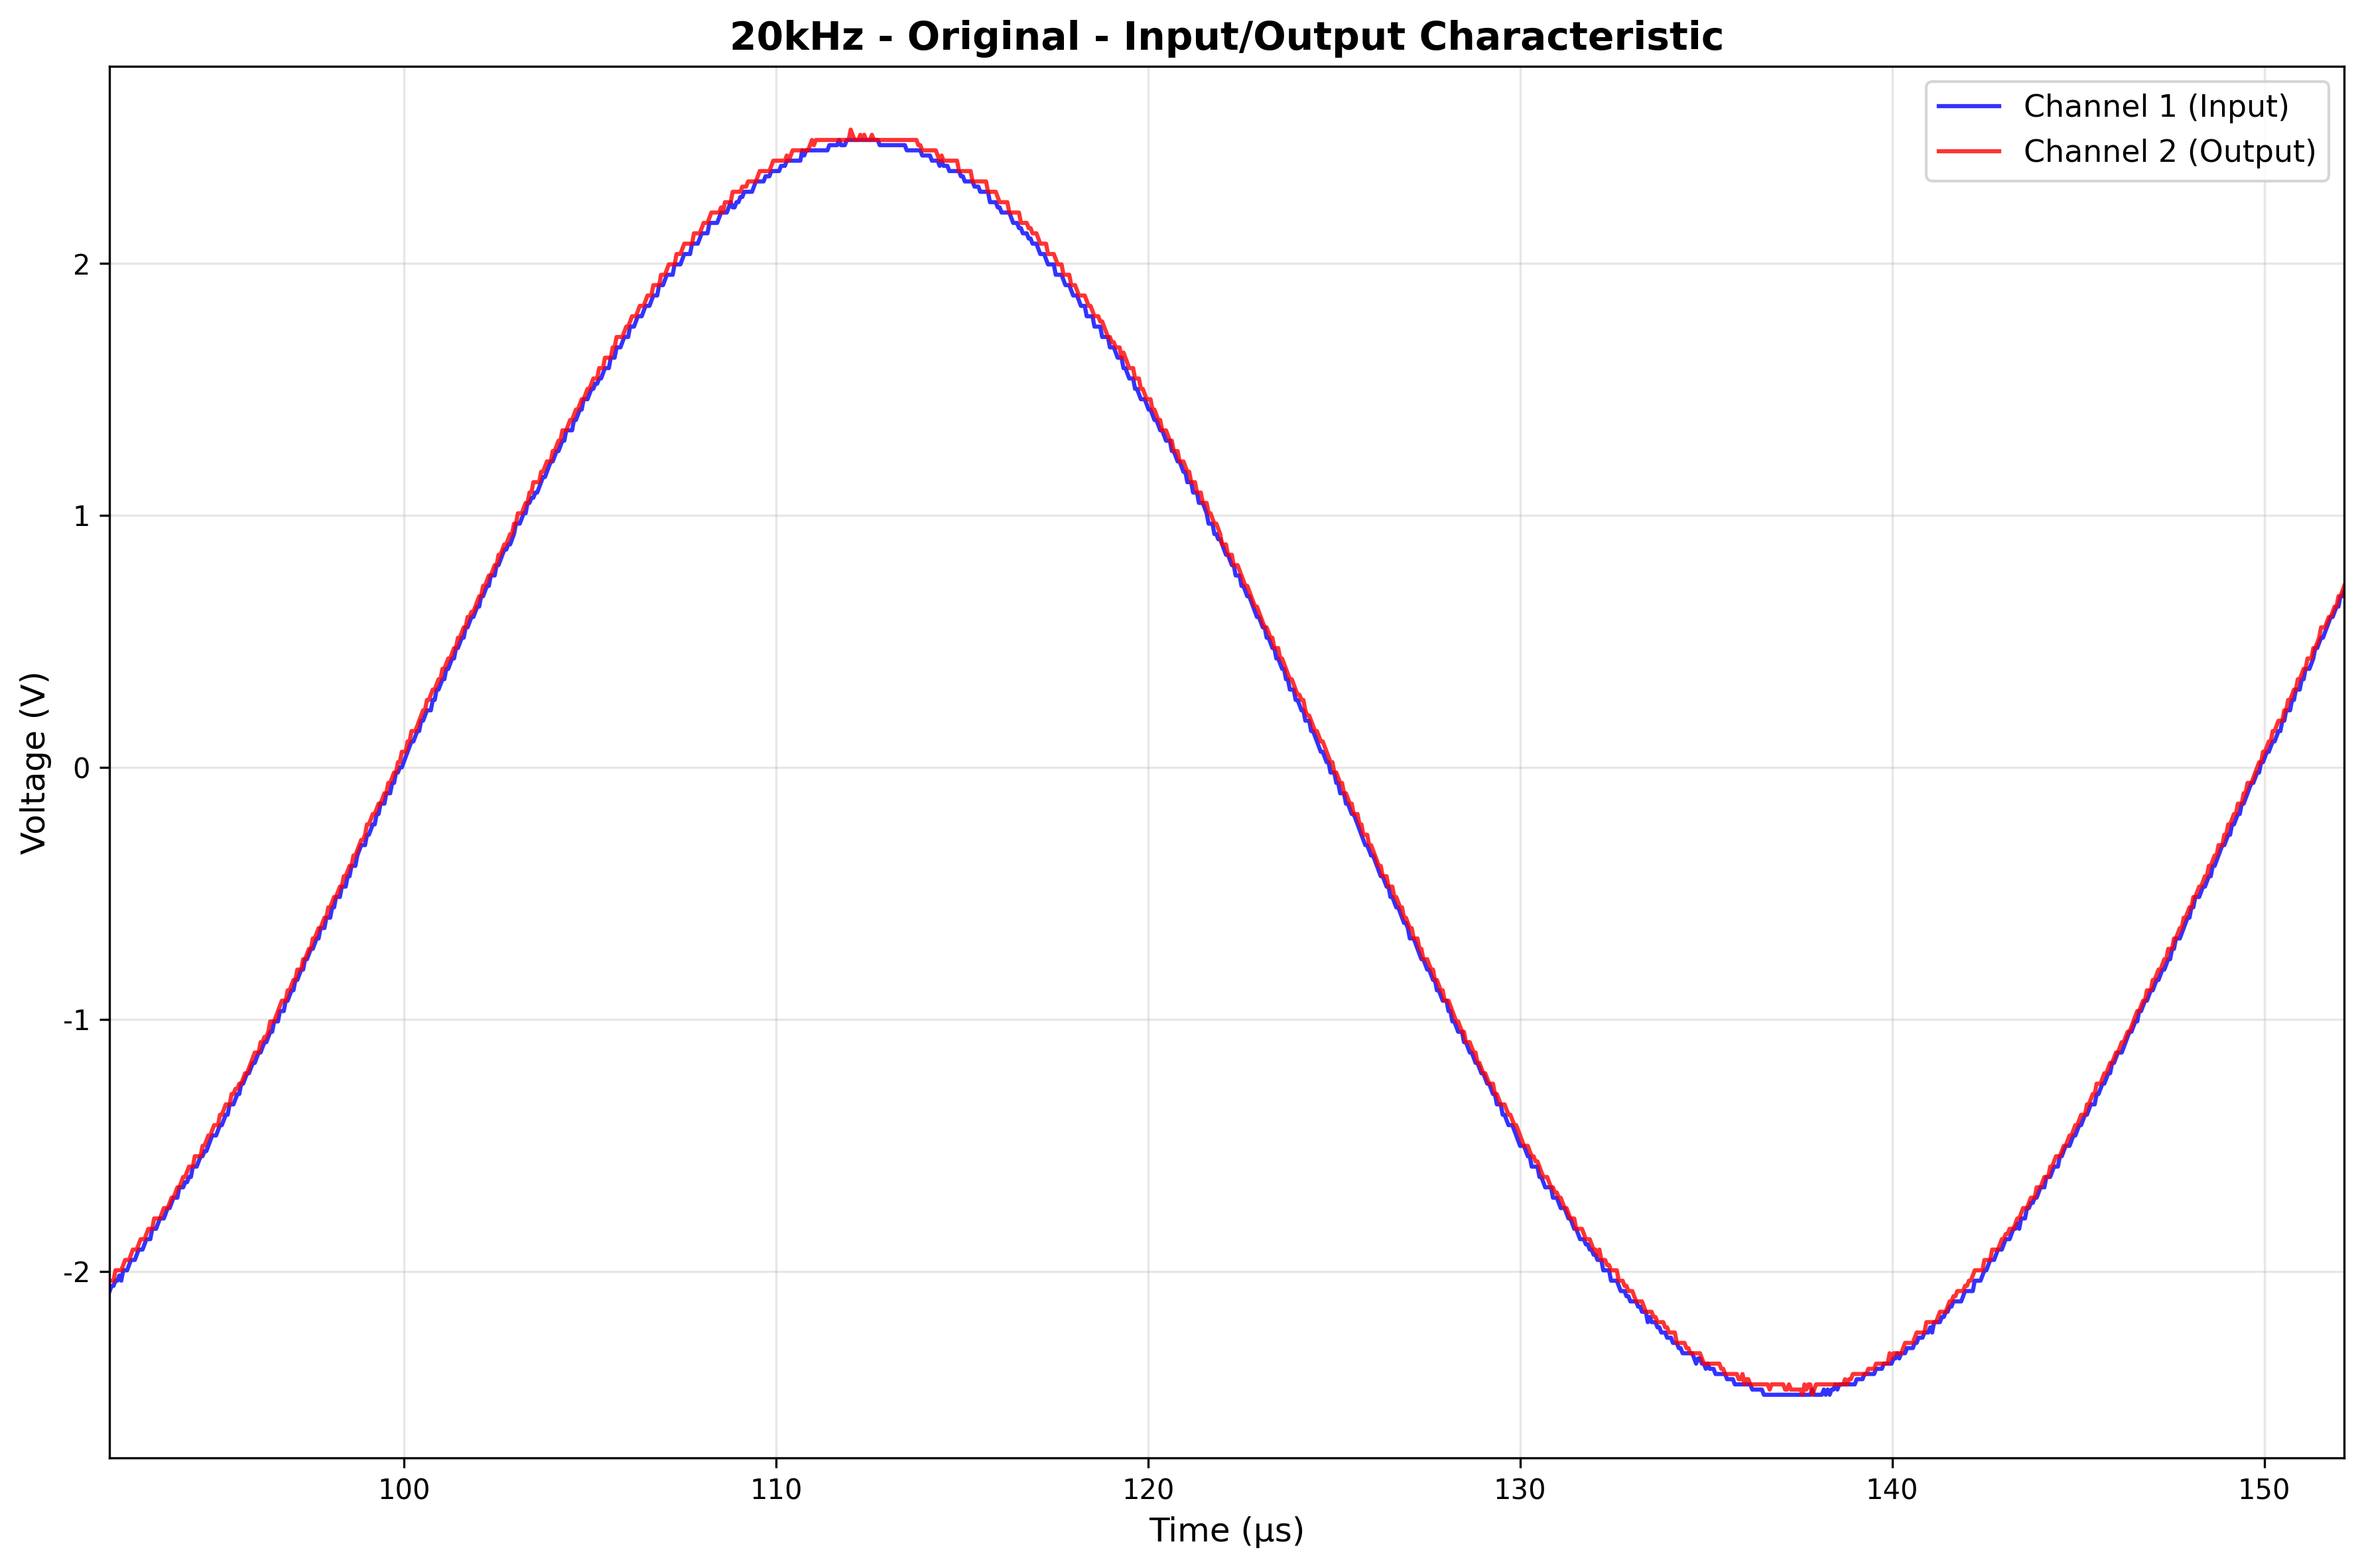 20kHz - Original - Input/Output Characteristic
Channel 1 (Input)
Channel 2 (Output)
Voltage (V)
2
1
0
-1
-2
100
110
120
130
140
150
Time (µs)